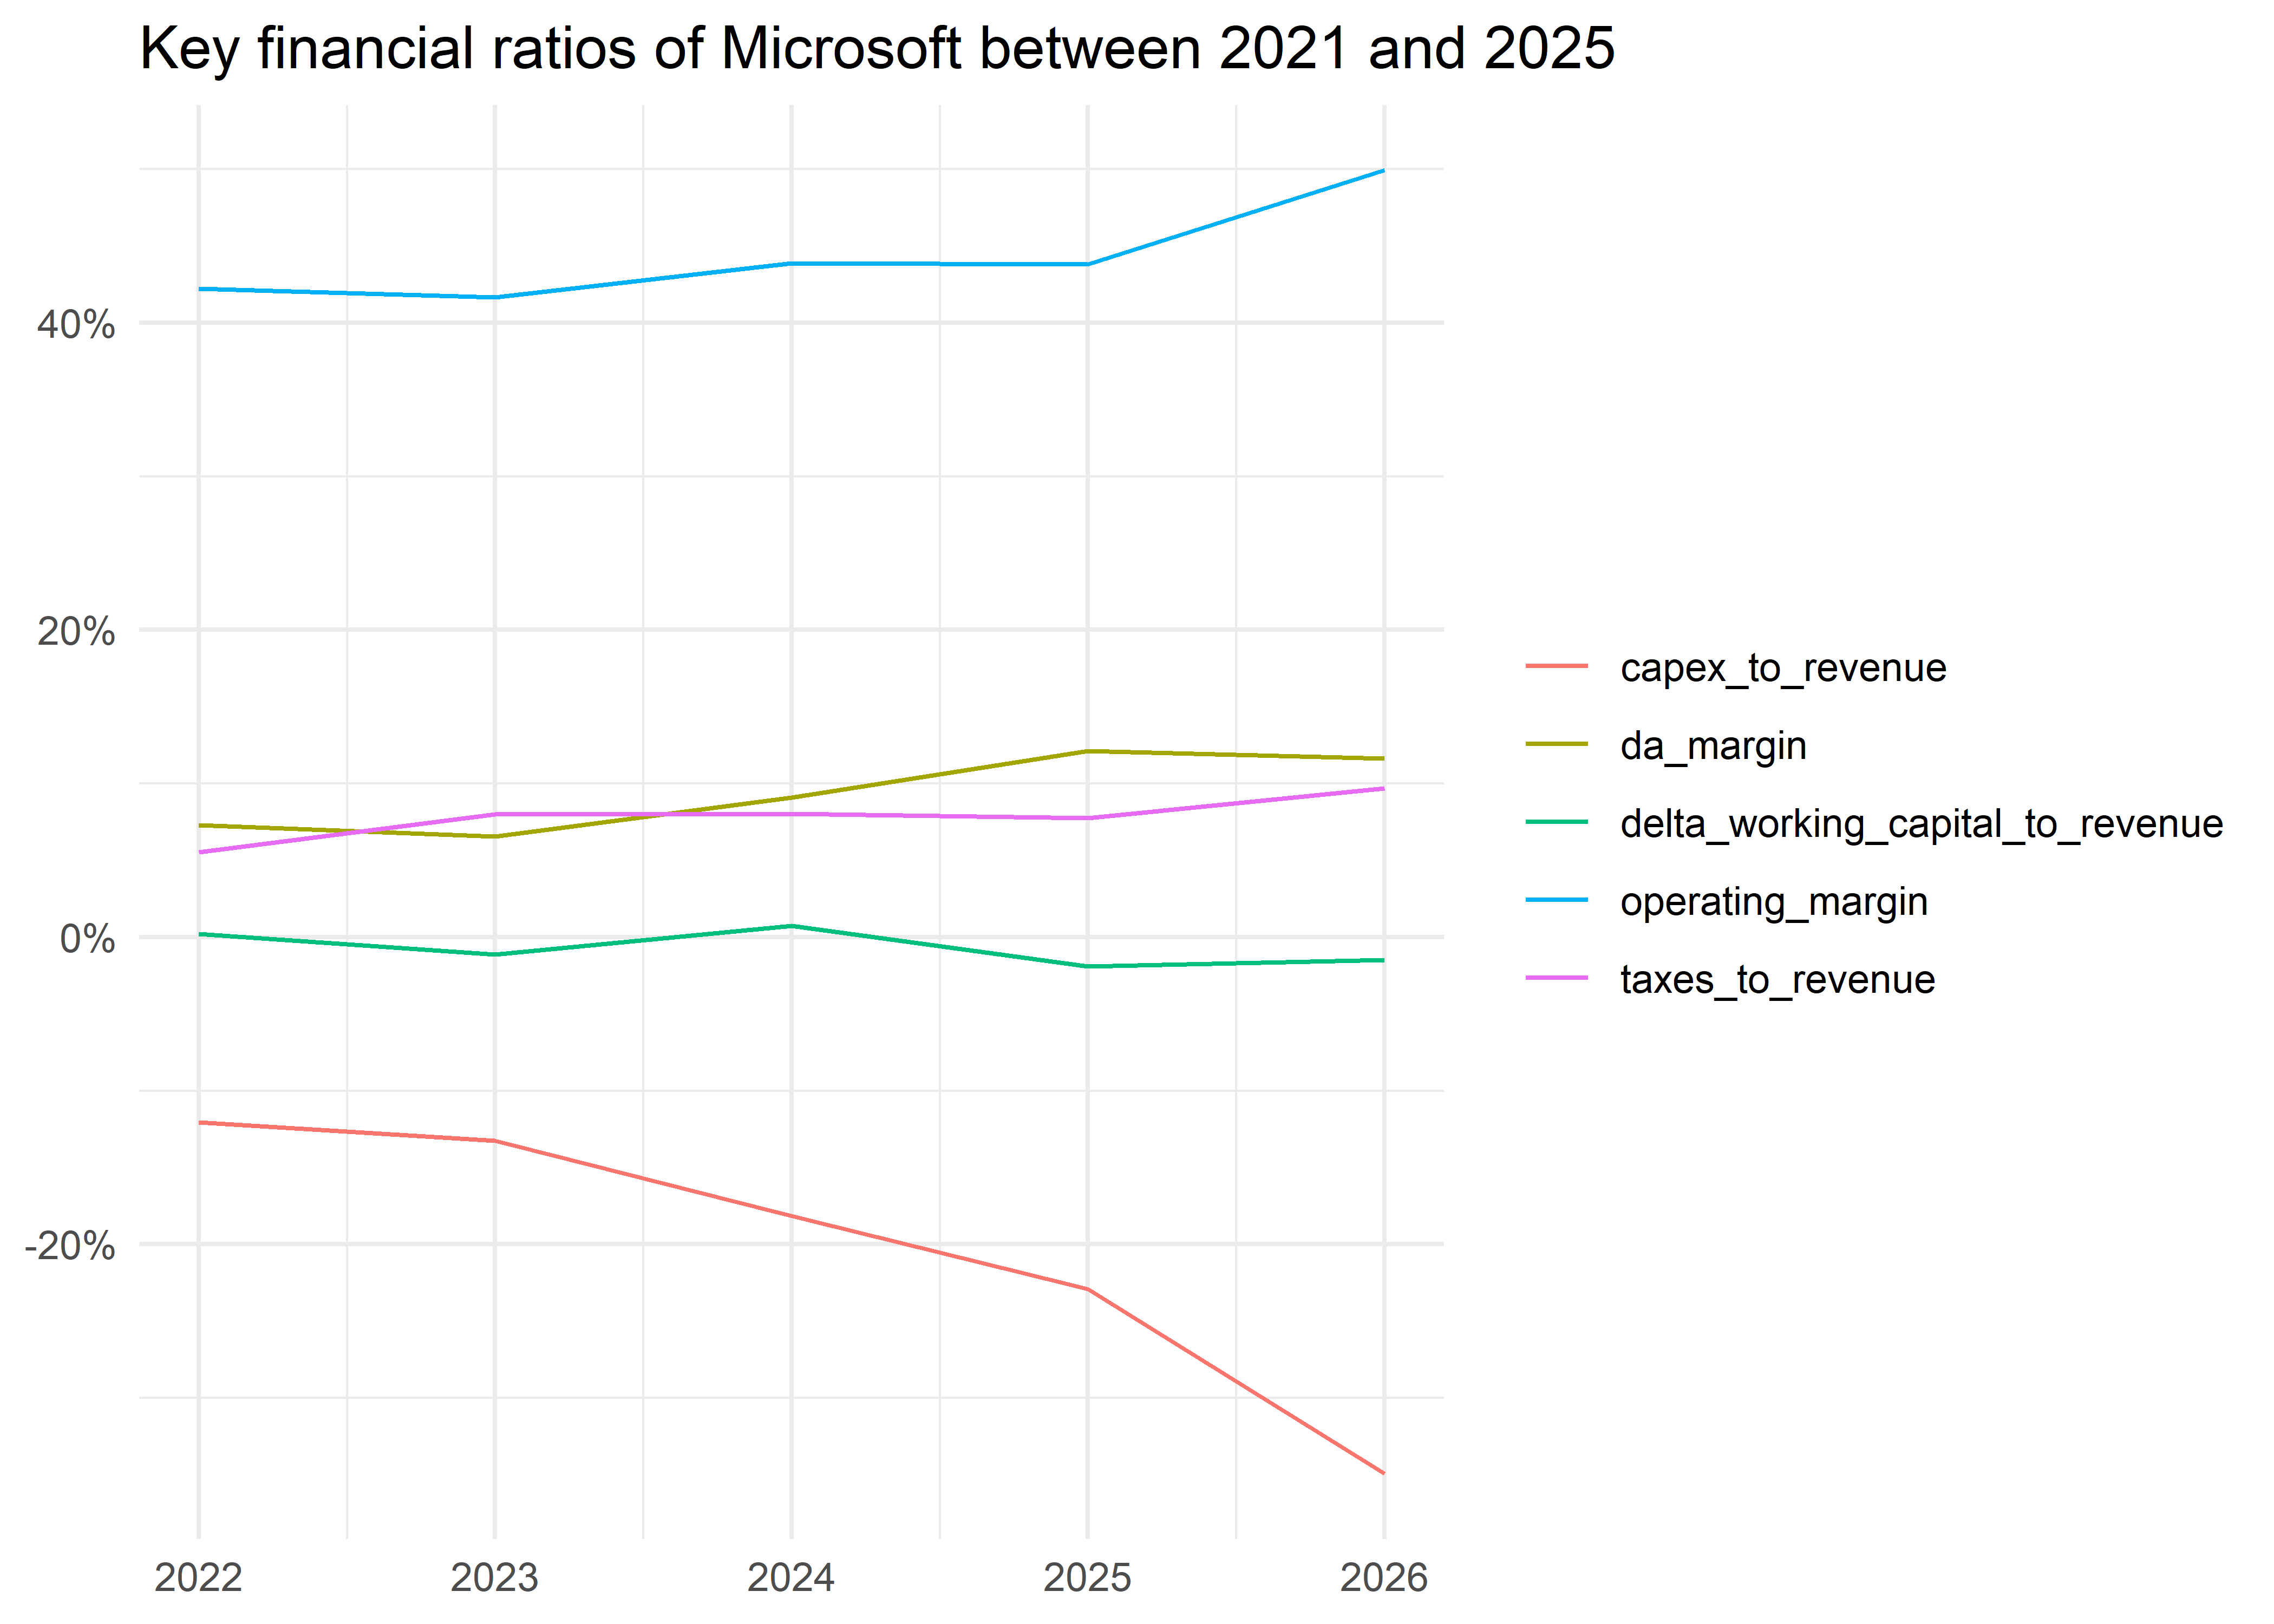 Key financial ratios of Microsoft between 2021 and 2025
40%
20%
0%
-20%
2022
2023
2024
2025
2026
capex_to_revenue
da_margin
delta_working_capital_to_revenue
operating_margin
taxes_to_revenue